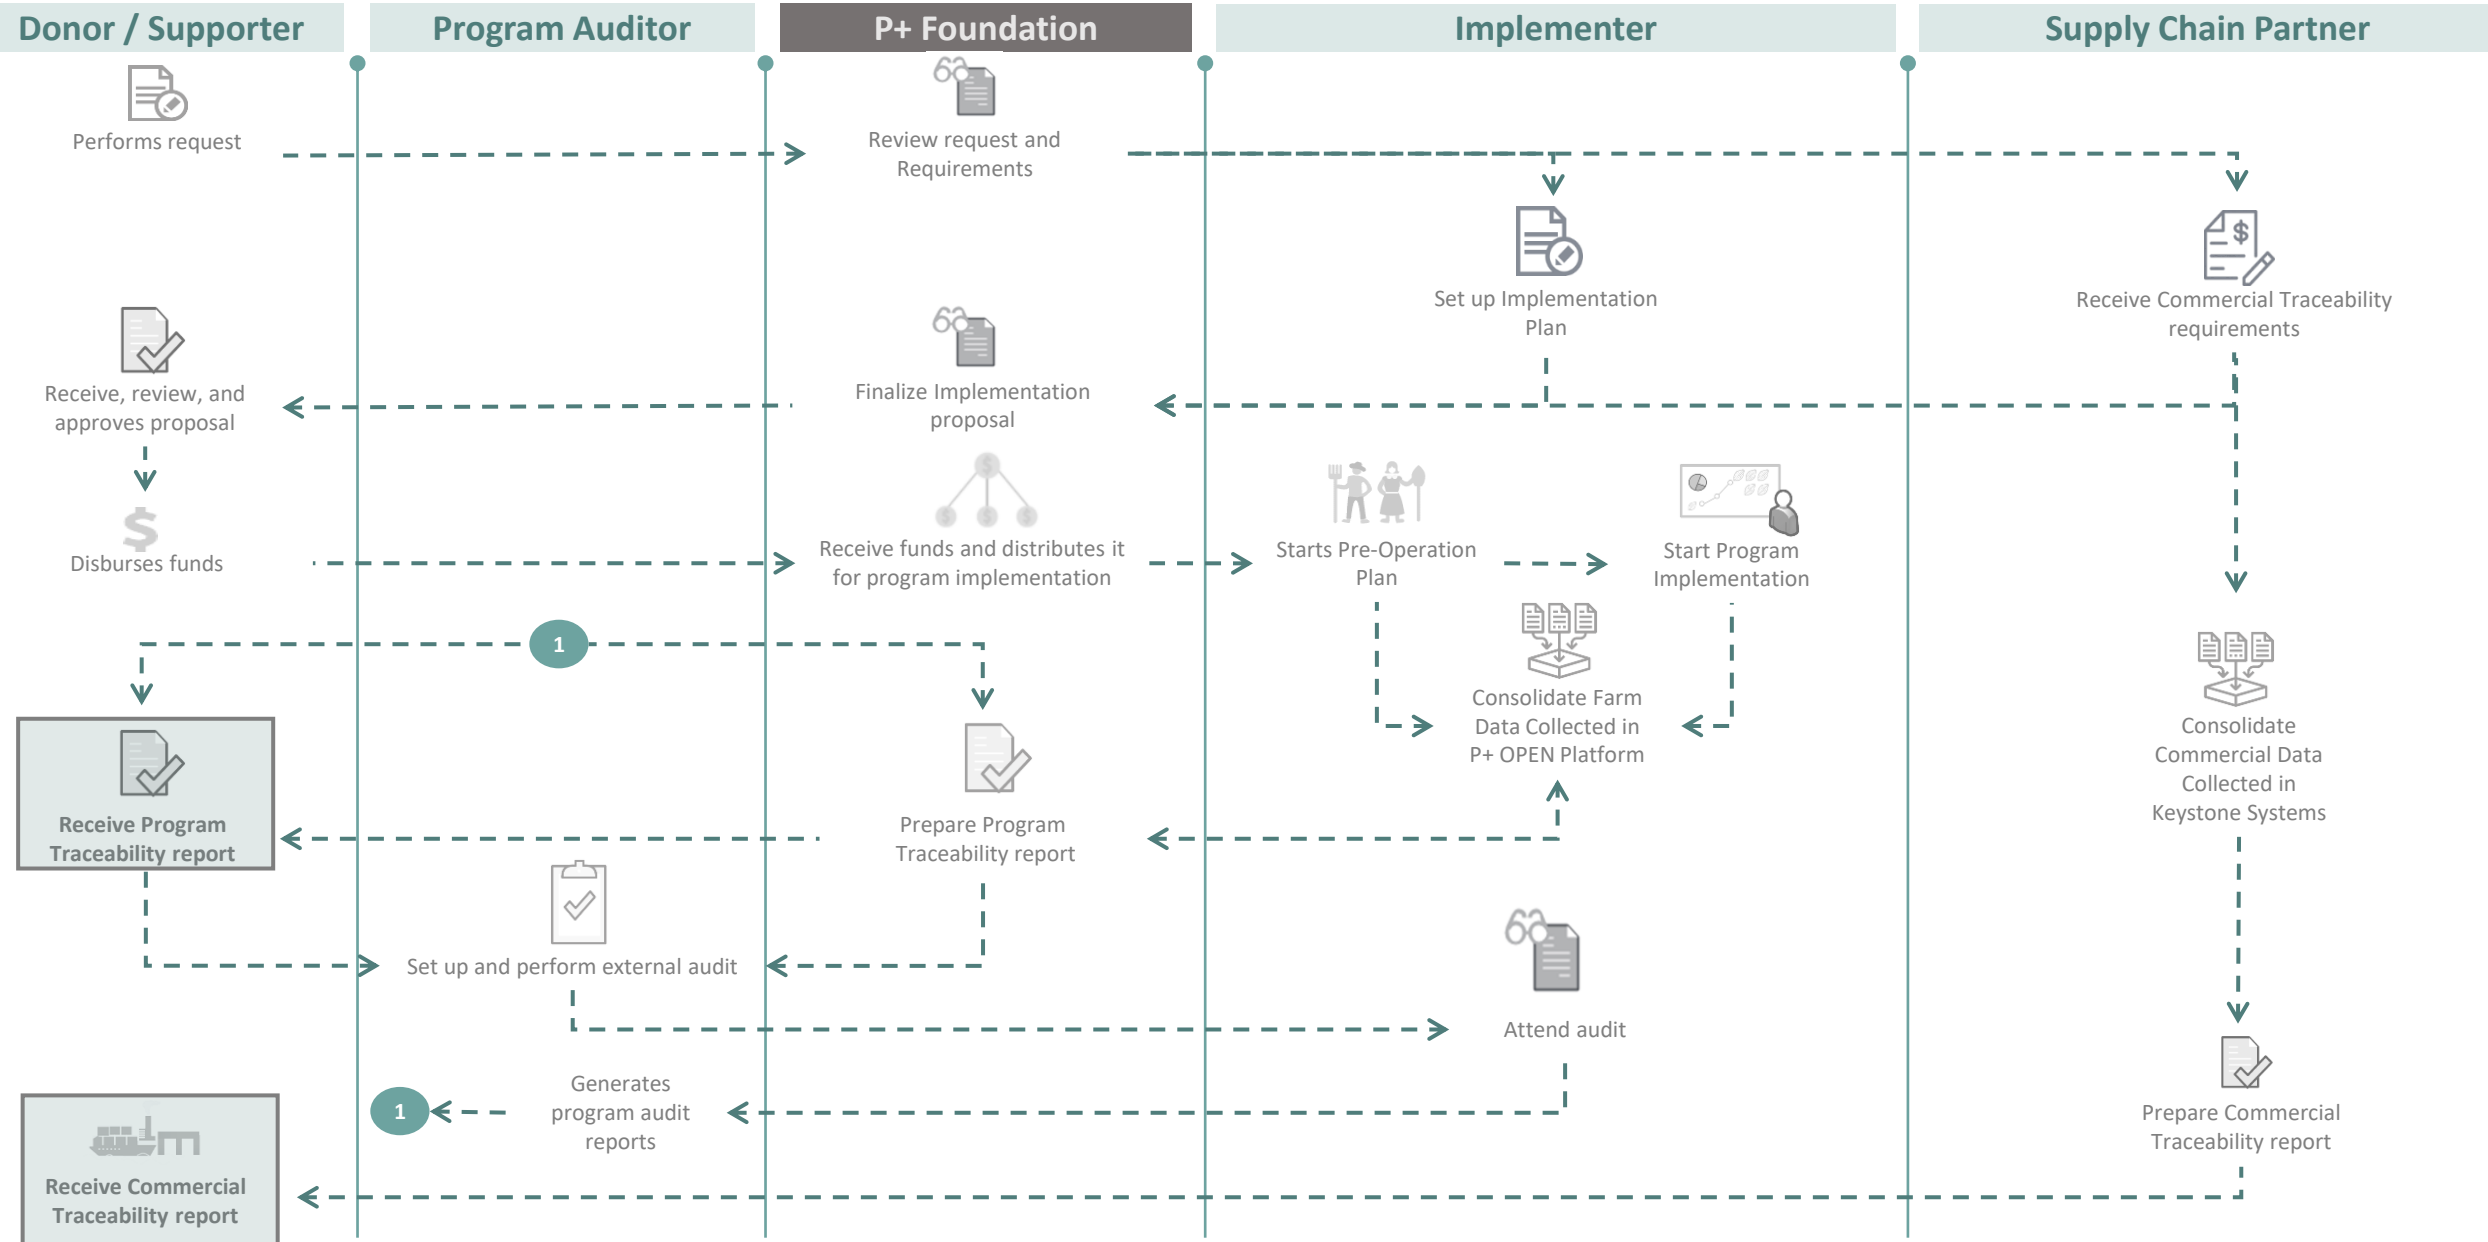 Donor / Supporter
Program Auditor
P+ Foundation
Implementer
Supply Chain Partner
Performs request
Review request and
Requirements
Set up Implementation
Plan
Receive Commercial Traceability
requirements
Receive, review, and
approves proposal
Finalize Implementation
proposal
Disburses funds
Receive funds and distributes it
for program implementation
Starts Pre-Operation
Plan
Start Program
Implementation
1
Consolidate Farm
Data Collected in
P+ OPEN Platform
Consolidate
Commercial Data
Collected in
Keystone Systems
Receive Program
Traceability report
Prepare Program
Traceability report
Set up and perform external audit
Attend audit
Generates
program audit
reports
1
Prepare Commercial
Traceability report
Receive Commercial
Traceability report